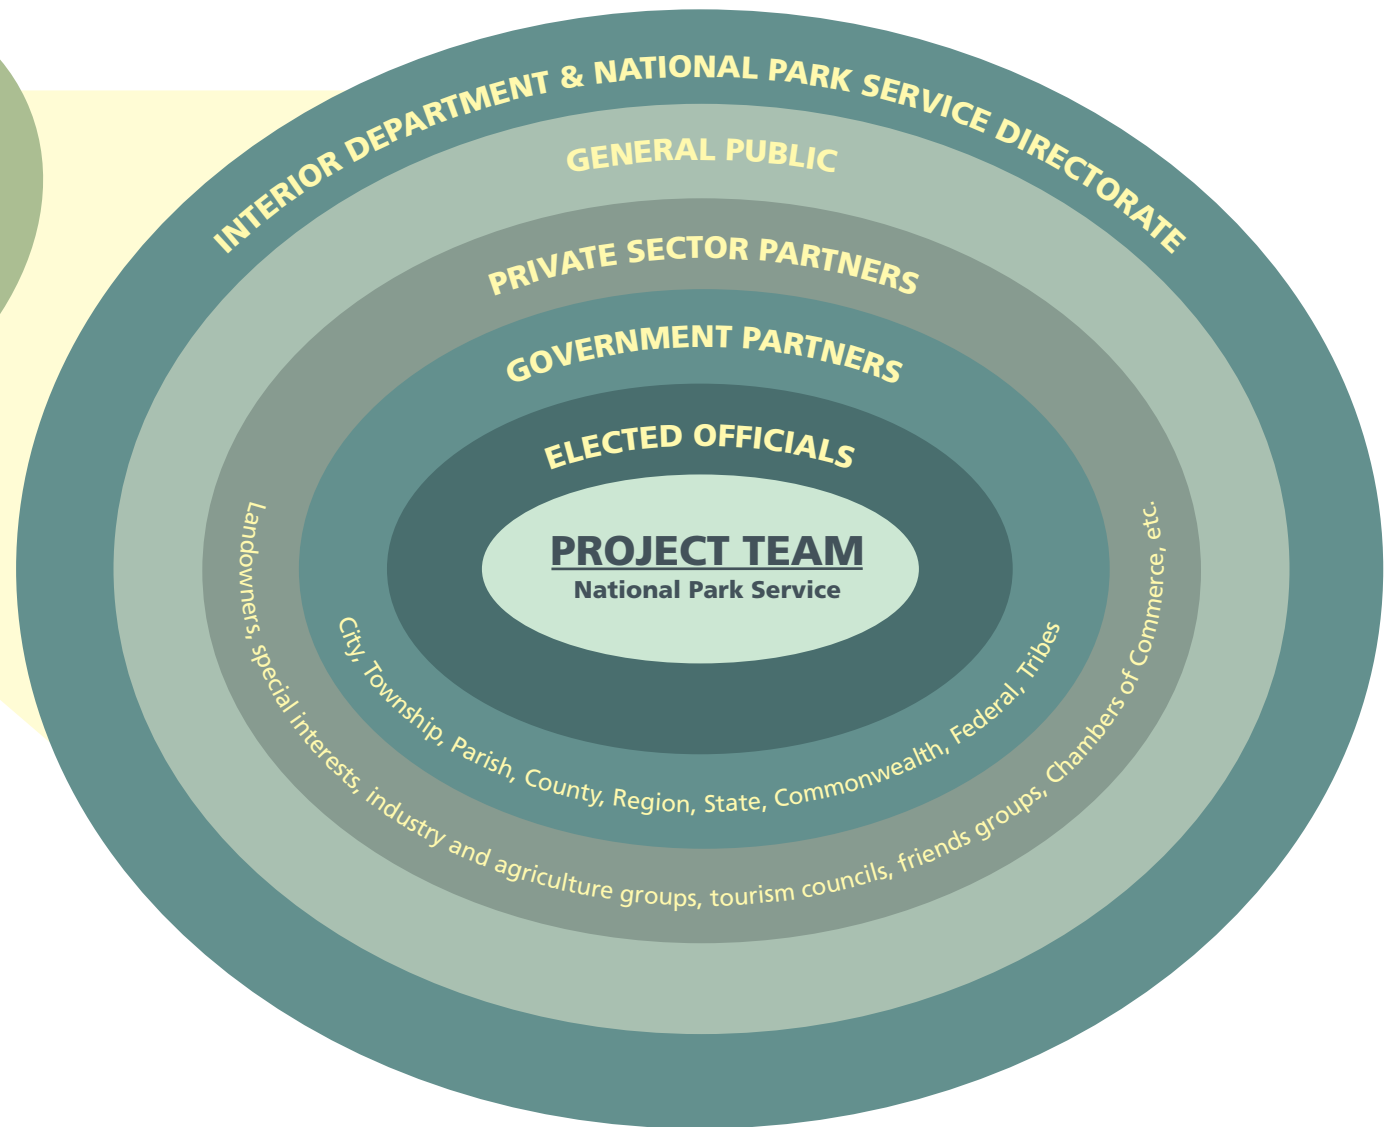 INTERIOR DEPARTMENT & NATIONAL PARK SERVICE DIRECTORATE
GENERAL PUBLIC
PRIVATE SECTOR PARTNERS
GOVERNMENT PARTNERS
ELECTED OFFICIALS
PROJECT TEAM
National Park Service
City, Township, Parish, County, Region, State, Commonwealth, Federal, Tribes
Landowners, special interests, industry and agriculture groups, tourism councils, friends groups, Chambers of Commerce, etc.